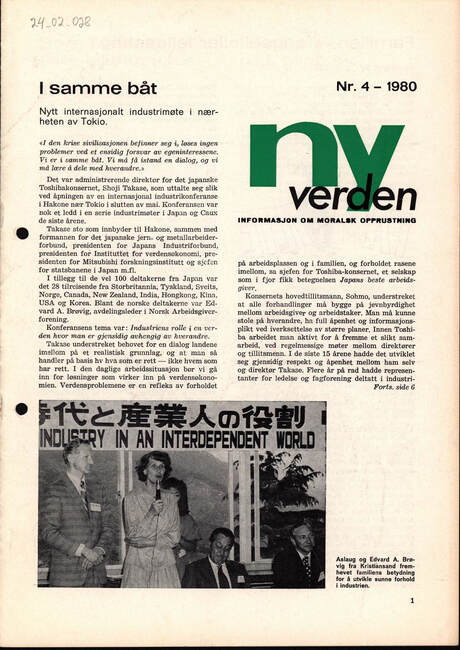 24_02_028
I samme båt
Nytt internasjonalt industrimøte i nær-
heten av Tokio.
«I den krise sivilisasjonen befinner seg i, løses ingen
problemer ved et ensidig forsvar av egeninteressene.
Vi er i samme båt. Vi må få istand en dialog, og vi
må lære å dele med hverandre.»
Det var administrerende direktør for det japanske
Toshibakonsernet, Shoji Takase, som uttalte seg slik
ved åpningen av en internasjonal industrikonferanse
i Hakone nær Tokio i slutten av mai. Konferansen var
nok et ledd i en serie industrimøter i Japan og Caux
de siste årene.
Takase sto som innbyder til Hakone, sammen med
formannen for det japanske jern- og metallarbeider-
forbund, presidenten for Japans Industriforbund,
presidenten for Instituttet for verdensøkonomi, presi-
denten for Mitsubishi forskningsinstitutt og sjefen
for statsbanene i Japan m.fl.
I tillegg til de vel 100 deltakerne fra Japan var
det 28 tilreisende fra Storbritannia, Tyskland, Sveits,
Norge, Canada, New Zealand, India, Hongkong, Kina,
USA og Korea. Blant de norske deltakerne var Ed-
vard A. Brøvig, avdelingsleder i Norsk Arbeidsgiver-
forening.
Konferansens tema var: Industriens rolle i en ver-
den hvor man er gjensidig avhengig av hverandre.
Takase understreket behovet for en dialog landene
imellom på et realistisk grunnlag, og at man så
handler på basis av hva som er rett — ikke hvem som
har rett. I den daglige arbeidssituasjon bør vi gå
inn for løsninger som virker inn på verdensøkono-
mien. Verdensproblemene er en refleks av forholdet
Nr. 4 – 1980
ny
verden
INFORMASJON OM MORALSK OPPRUSTNING
på arbeidsplassen og i familien, og forholdet rasene
imellom, sa sjefen for Toshiba-konsernet, et selskap
som i fjor fikk betegnelsen Japans beste arbeids-
giver.
Konsernets hovedtillitsmann, Sohmo, understreket
at alle forhandlinger må bygge på jevnbyrdighet
mellom arbeidsgiver og arbeidstaker. Man må kunne
stole på hverandre, ha full åpenhet og informasjons-
plikt ved iverksettelse av større planer. Innen Toshi-
ba arbeidet man aktivt for å fremme et slikt sam-
arbeid, ved regelmessige møter mellom direktører
og tillitsmenn. I de siste 15 årene hadde det utviklet
seg gjensidig respekt og åpenhet mellom ham selv
og direktør Takase. Flere år på rad hadde represen-
tanter for ledelse og fagforening deltatt i industri-
Forts. side 6
時代と産業人の役割
INDUSTRY IN AN INTERDEPENDENT WORLD
Aslaug og Edvard A. Brø-
vig fra Kristiansand frem-
hevet familiens betydning
for å utvikle sunne forhold
i industrien.
1